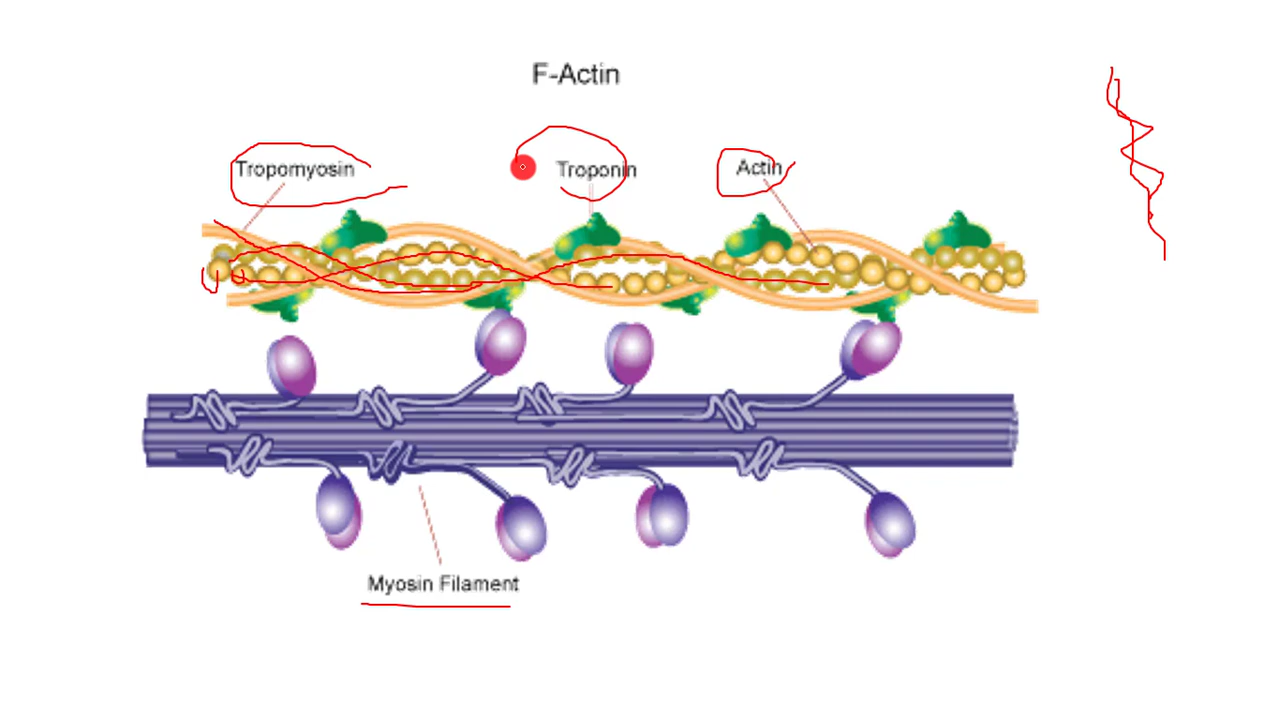 F-Actin
Tropomyosin
Troponin
Actin
Myosin Filament